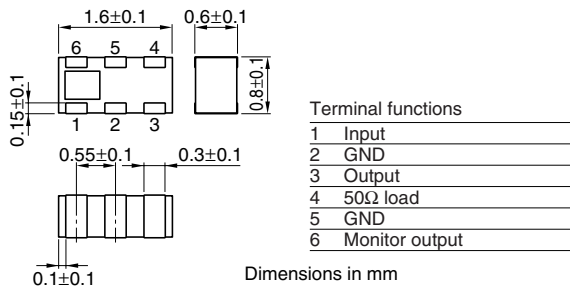 1.6±0.1
0.6±0.1
6 5 4
0.8±0.1
0.15±0.1
1 2 3
0.55±0.1
0.3±0.1
0.1±0.1
Terminal functions
1 Input
2 GND
3 Output
4 50Ω load
5 GND
6 Monitor output
Dimensions in mm